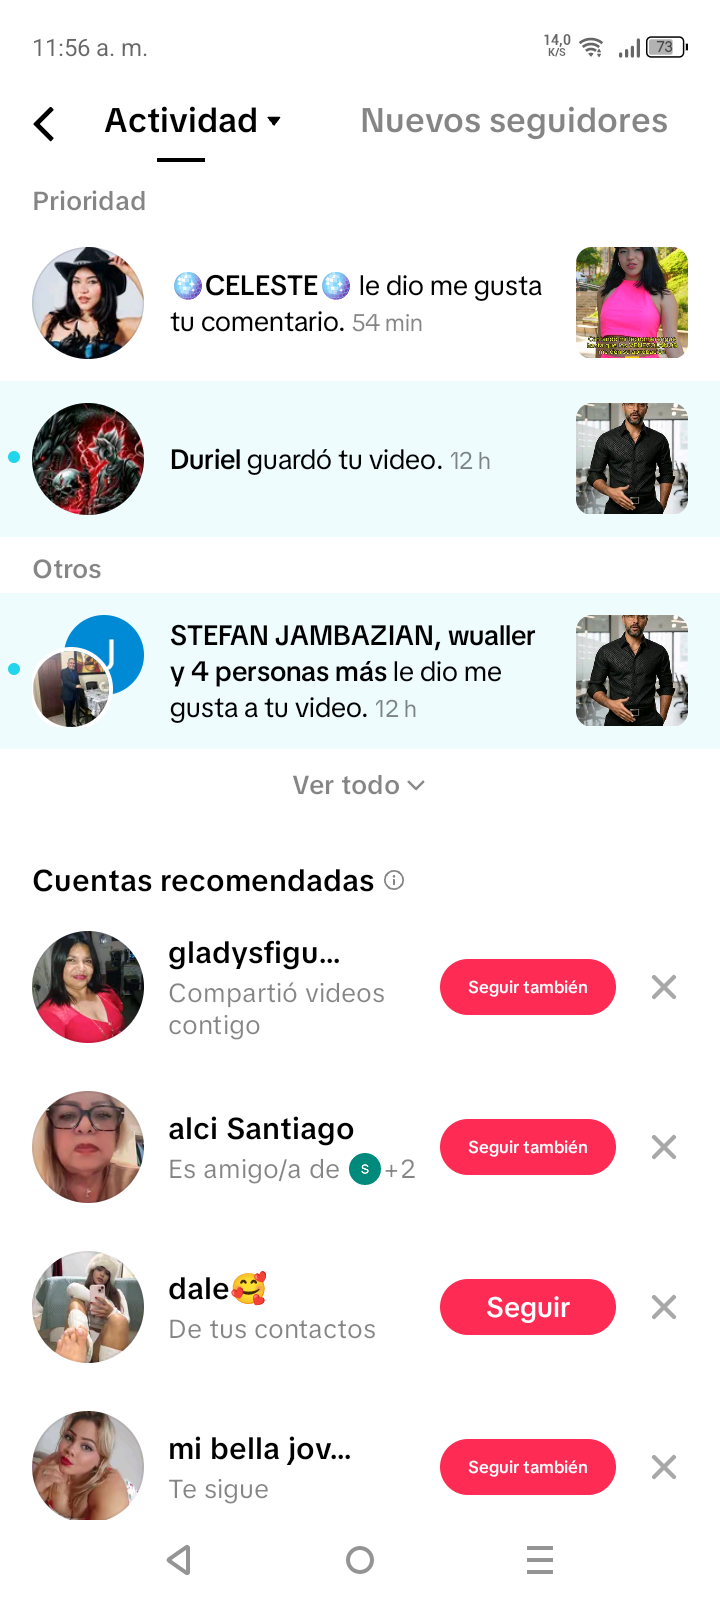 11:56 a. m.
14,0
K/S
73
Actividad
Nuevos seguidores
Prioridad
CELESTE le dio me gusta
tu comentario. 54 min
Duriel guardó tu video. 12 h
Otros
J
STEFAN JAMBAZIAN, wualler
y 4 personas más le dio me
gusta a tu video. 12 h
Ver todo
Cuentas recomendadas
gladysfigu...
Compartió videos
contigo
Seguir también
alci Santiago
Es amigo/a de S +2
Seguir también
dale🥰
De tus contactos
Seguir
mi bella jov...
Te sigue
Seguir también